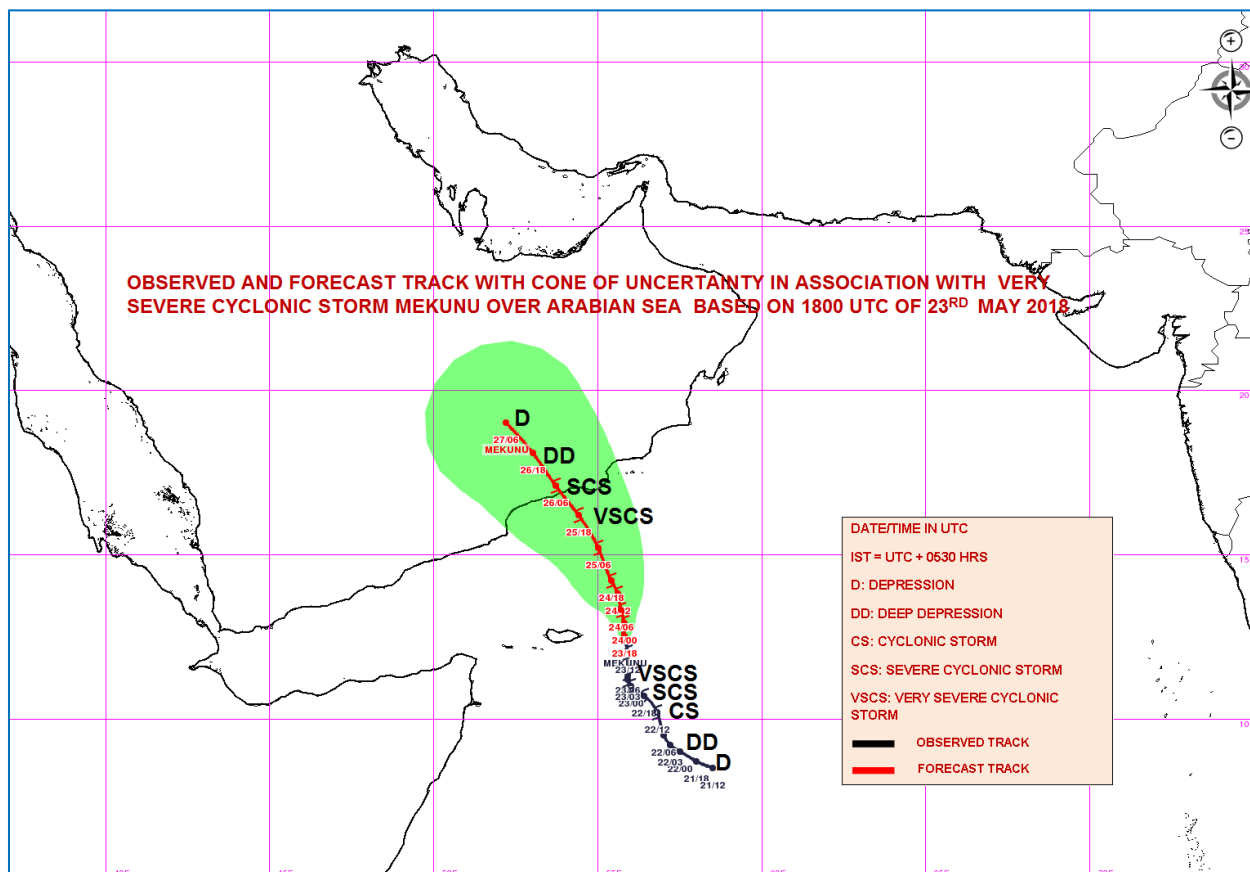 +
-
OBSERVED AND FORECAST TRACK WITH CONE OF UNCERTAINTY IN ASSOCIATION WITH VERY
SEVERE CYCLONIC STORM MEKUNU OVER ARABIAN SEA BASED ON 1800 UTC OF 23RD MAY 2018
D
27/06
MEKUNU
DD
26/18
SCS
26/06
VSCS
25/18
25/06
24/18
24/12
24/06
24/00
23/18
MEKUNU
23/12
VSCS
23/06
23/03
SCS
23/00
22/18
CS
22/12
22/06
DD
22/03
22/00
D
21/18
21/12
DATE/TIME IN UTC
IST = UTC + 0530 HRS
D: DEPRESSION
DD: DEEP DEPRESSION
CS: CYCLONIC STORM
SCS: SEVERE CYCLONIC STORM
VSCS: VERY SEVERE CYCLONIC
STORM
OBSERVED TRACK
FORECAST TRACK